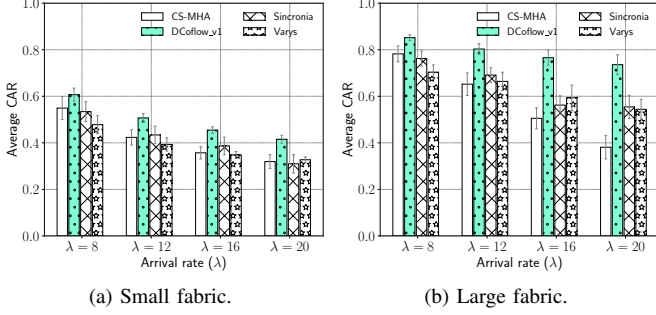 CS-MHA
DCoflow_v1
Sincronia
Varys
1.0
0.8
0.6
0.4
0.2
0.0
Average CAR
λ = 8
λ = 12
λ = 16
λ = 20
Arrival rate (λ)
(a) Small fabric.
CS-MHA
DCoflow_v1
Sincronia
Varys
1.0
0.8
0.6
0.4
0.2
0.0
Average CAR
λ = 8
λ = 12
λ = 16
λ = 20
Arrival rate (λ)
(b) Large fabric.